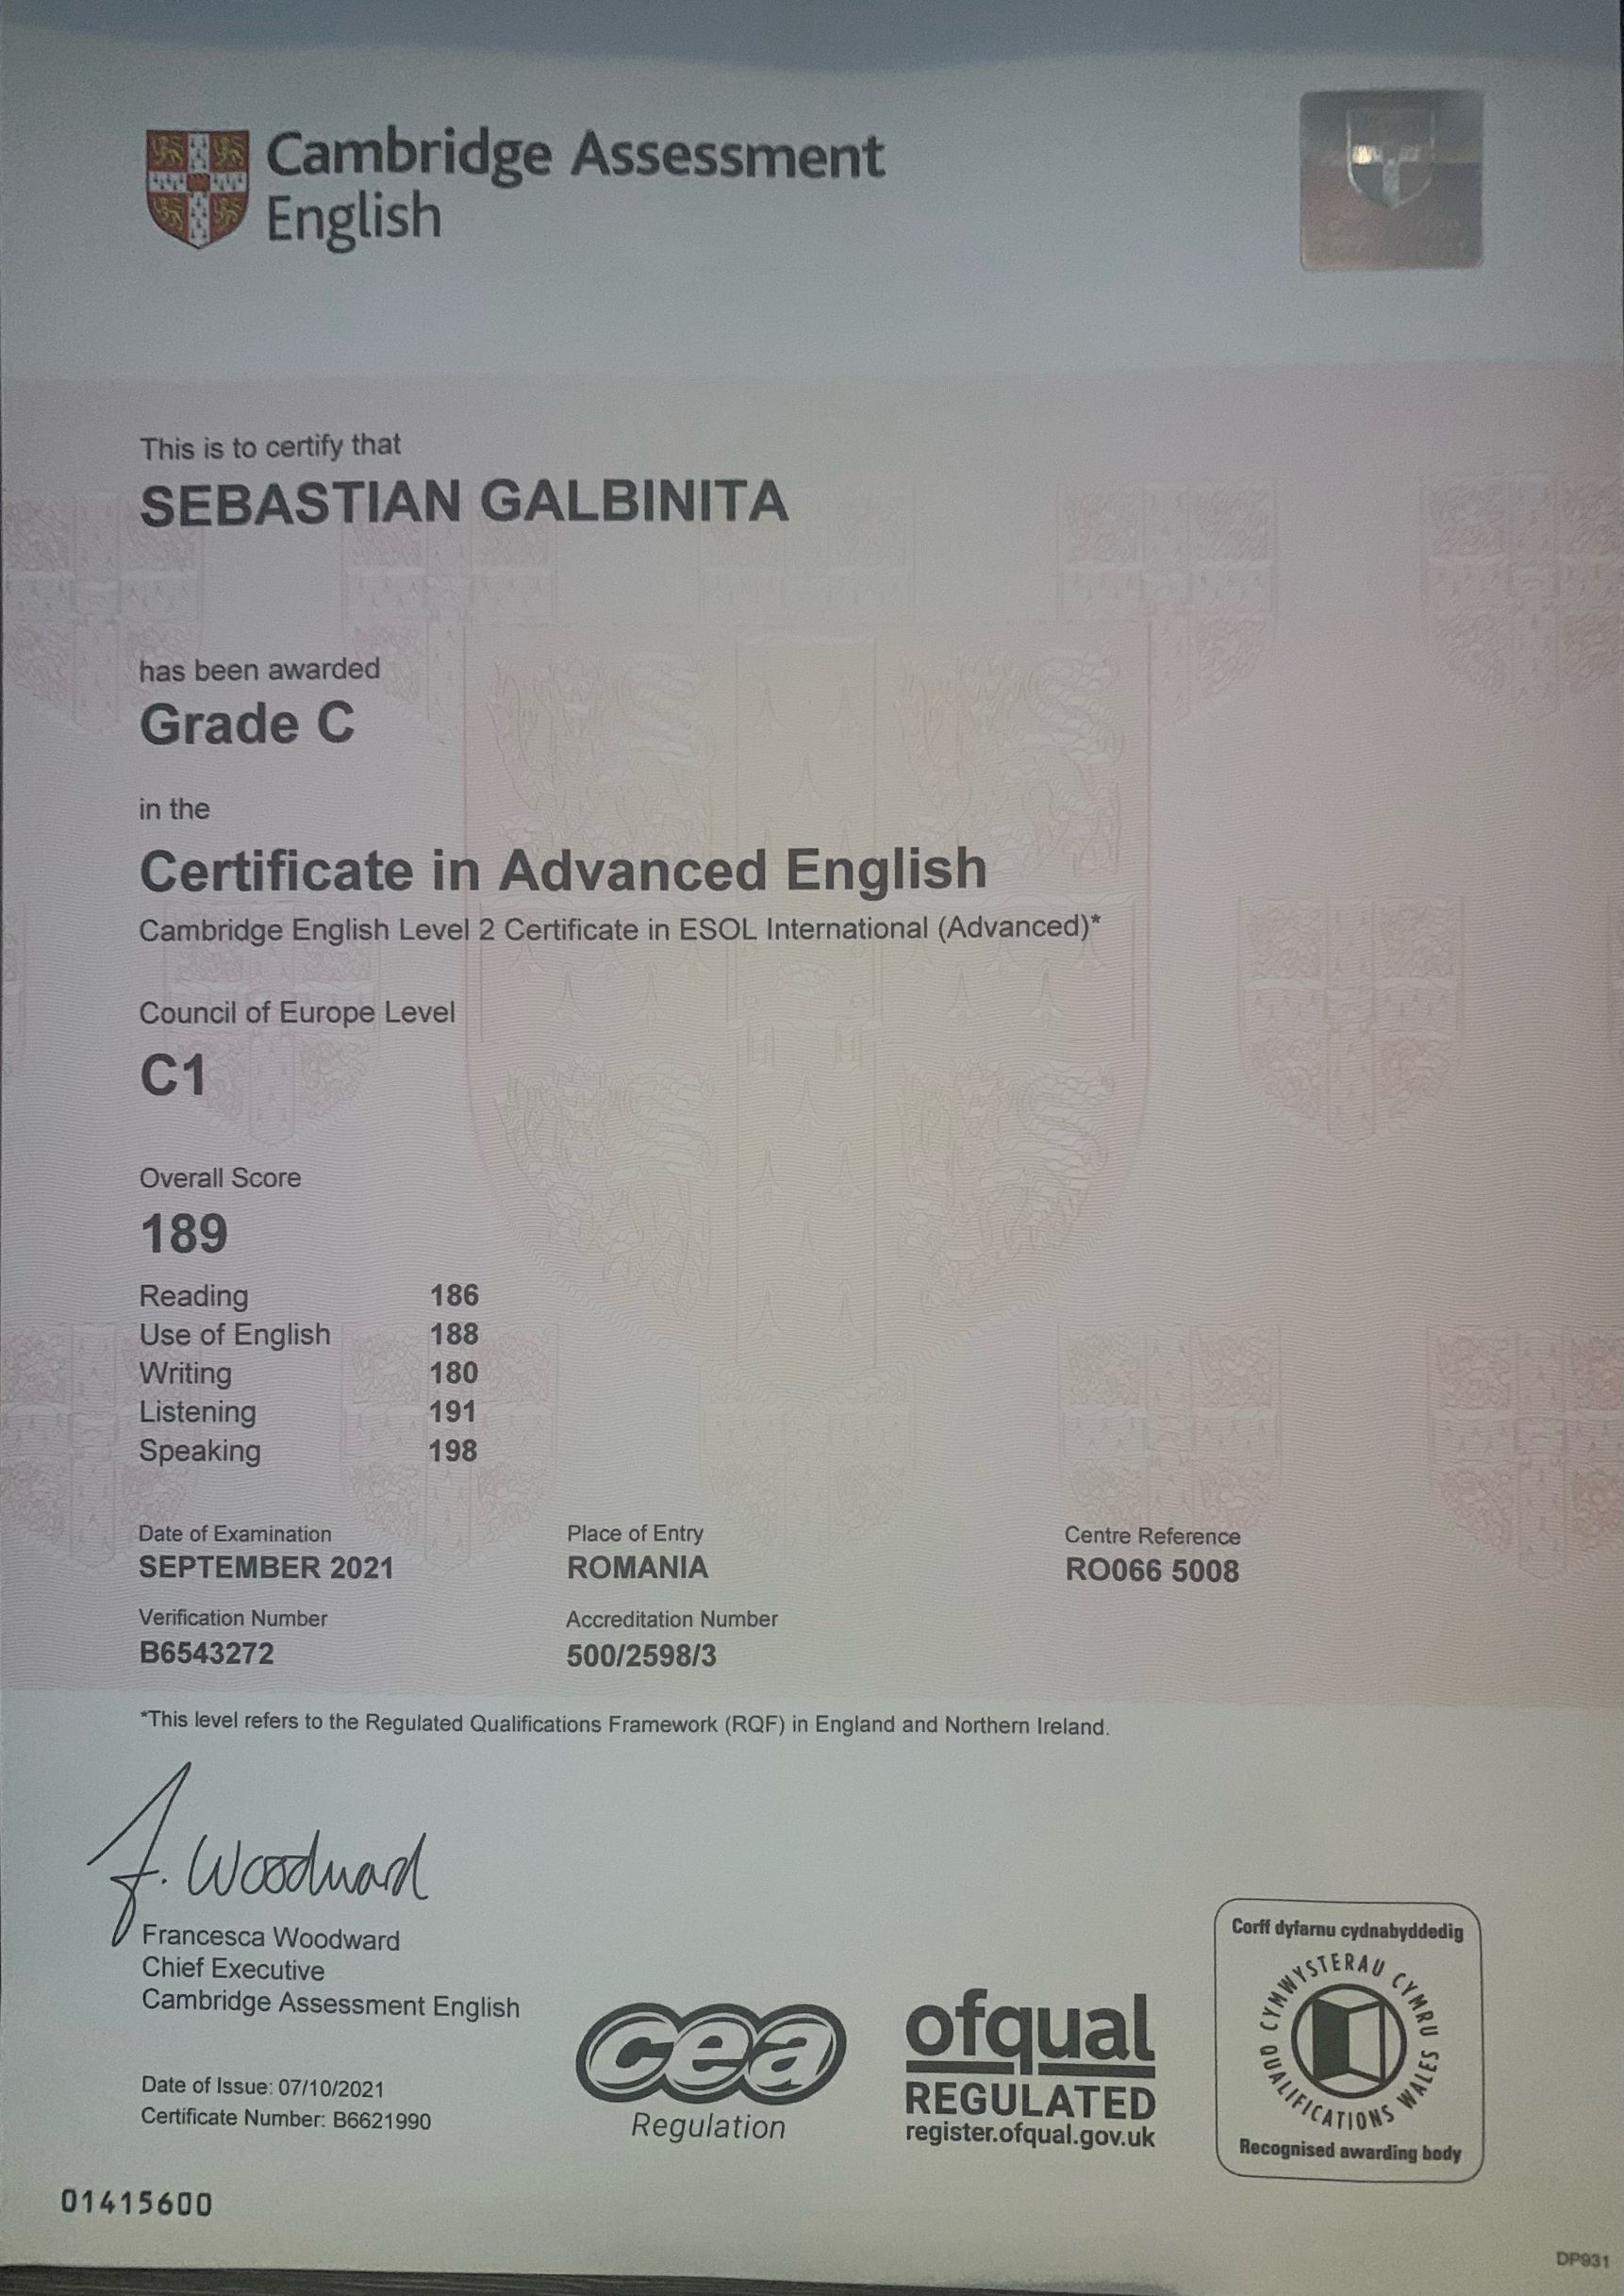 Cambridge Assessment
English
This is to certify that
SEBASTIAN GALBINITA
has been awarded
Grade C
in the
Certificate in Advanced English
Cambridge English Level 2 Certificate in ESOL International (Advanced)*
Council of Europe Level
C1
Overall Score
189
Reading 186
Use of English 188
Writing 180
Listening 191
Speaking 198
Date of Examination Place of Entry Centre Reference
SEPTEMBER 2021 ROMANIA RO066 5008
Verification Number Accreditation Number
B6543272 500/2598/3
*This level refers to the Regulated Qualifications Framework (RQF) in England and Northern Ireland.
F. Woodward
Francesca Woodward
Chief Executive
Cambridge Assessment English
Date of Issue: 07/10/2021
Certificate Number: B6621990
cea
Regulation
ofqual
REGULATED
register.ofqual.gov.uk
Corff dyfarnu cydnabyddedig
CYMWYSTERAU CYMRU
QUALIFICATIONS WALES
Recognised awarding body
01415600
DP931